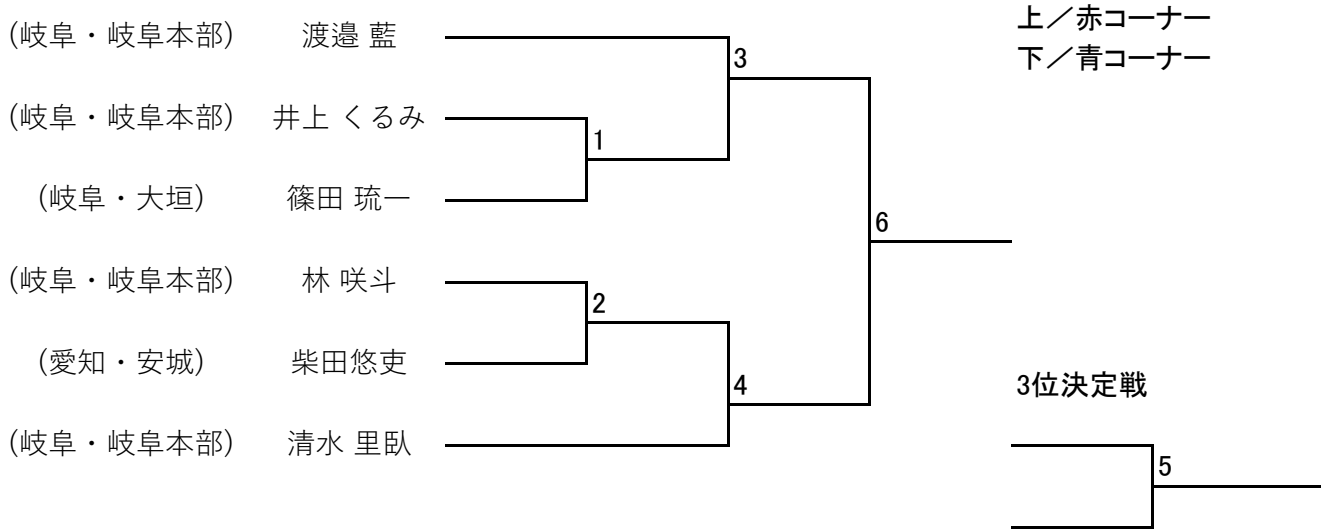 (岐阜・岐阜本部) 渡邉 藍
上／赤コーナー
下／青コーナー
3
(岐阜・岐阜本部) 井上 くるみ
1
(岐阜・大垣) 篠田 琉一
6
(岐阜・岐阜本部) 林 咲斗
2
(愛知・安城) 柴田悠吏
4
3位決定戦
(岐阜・岐阜本部) 清水 里臥
5